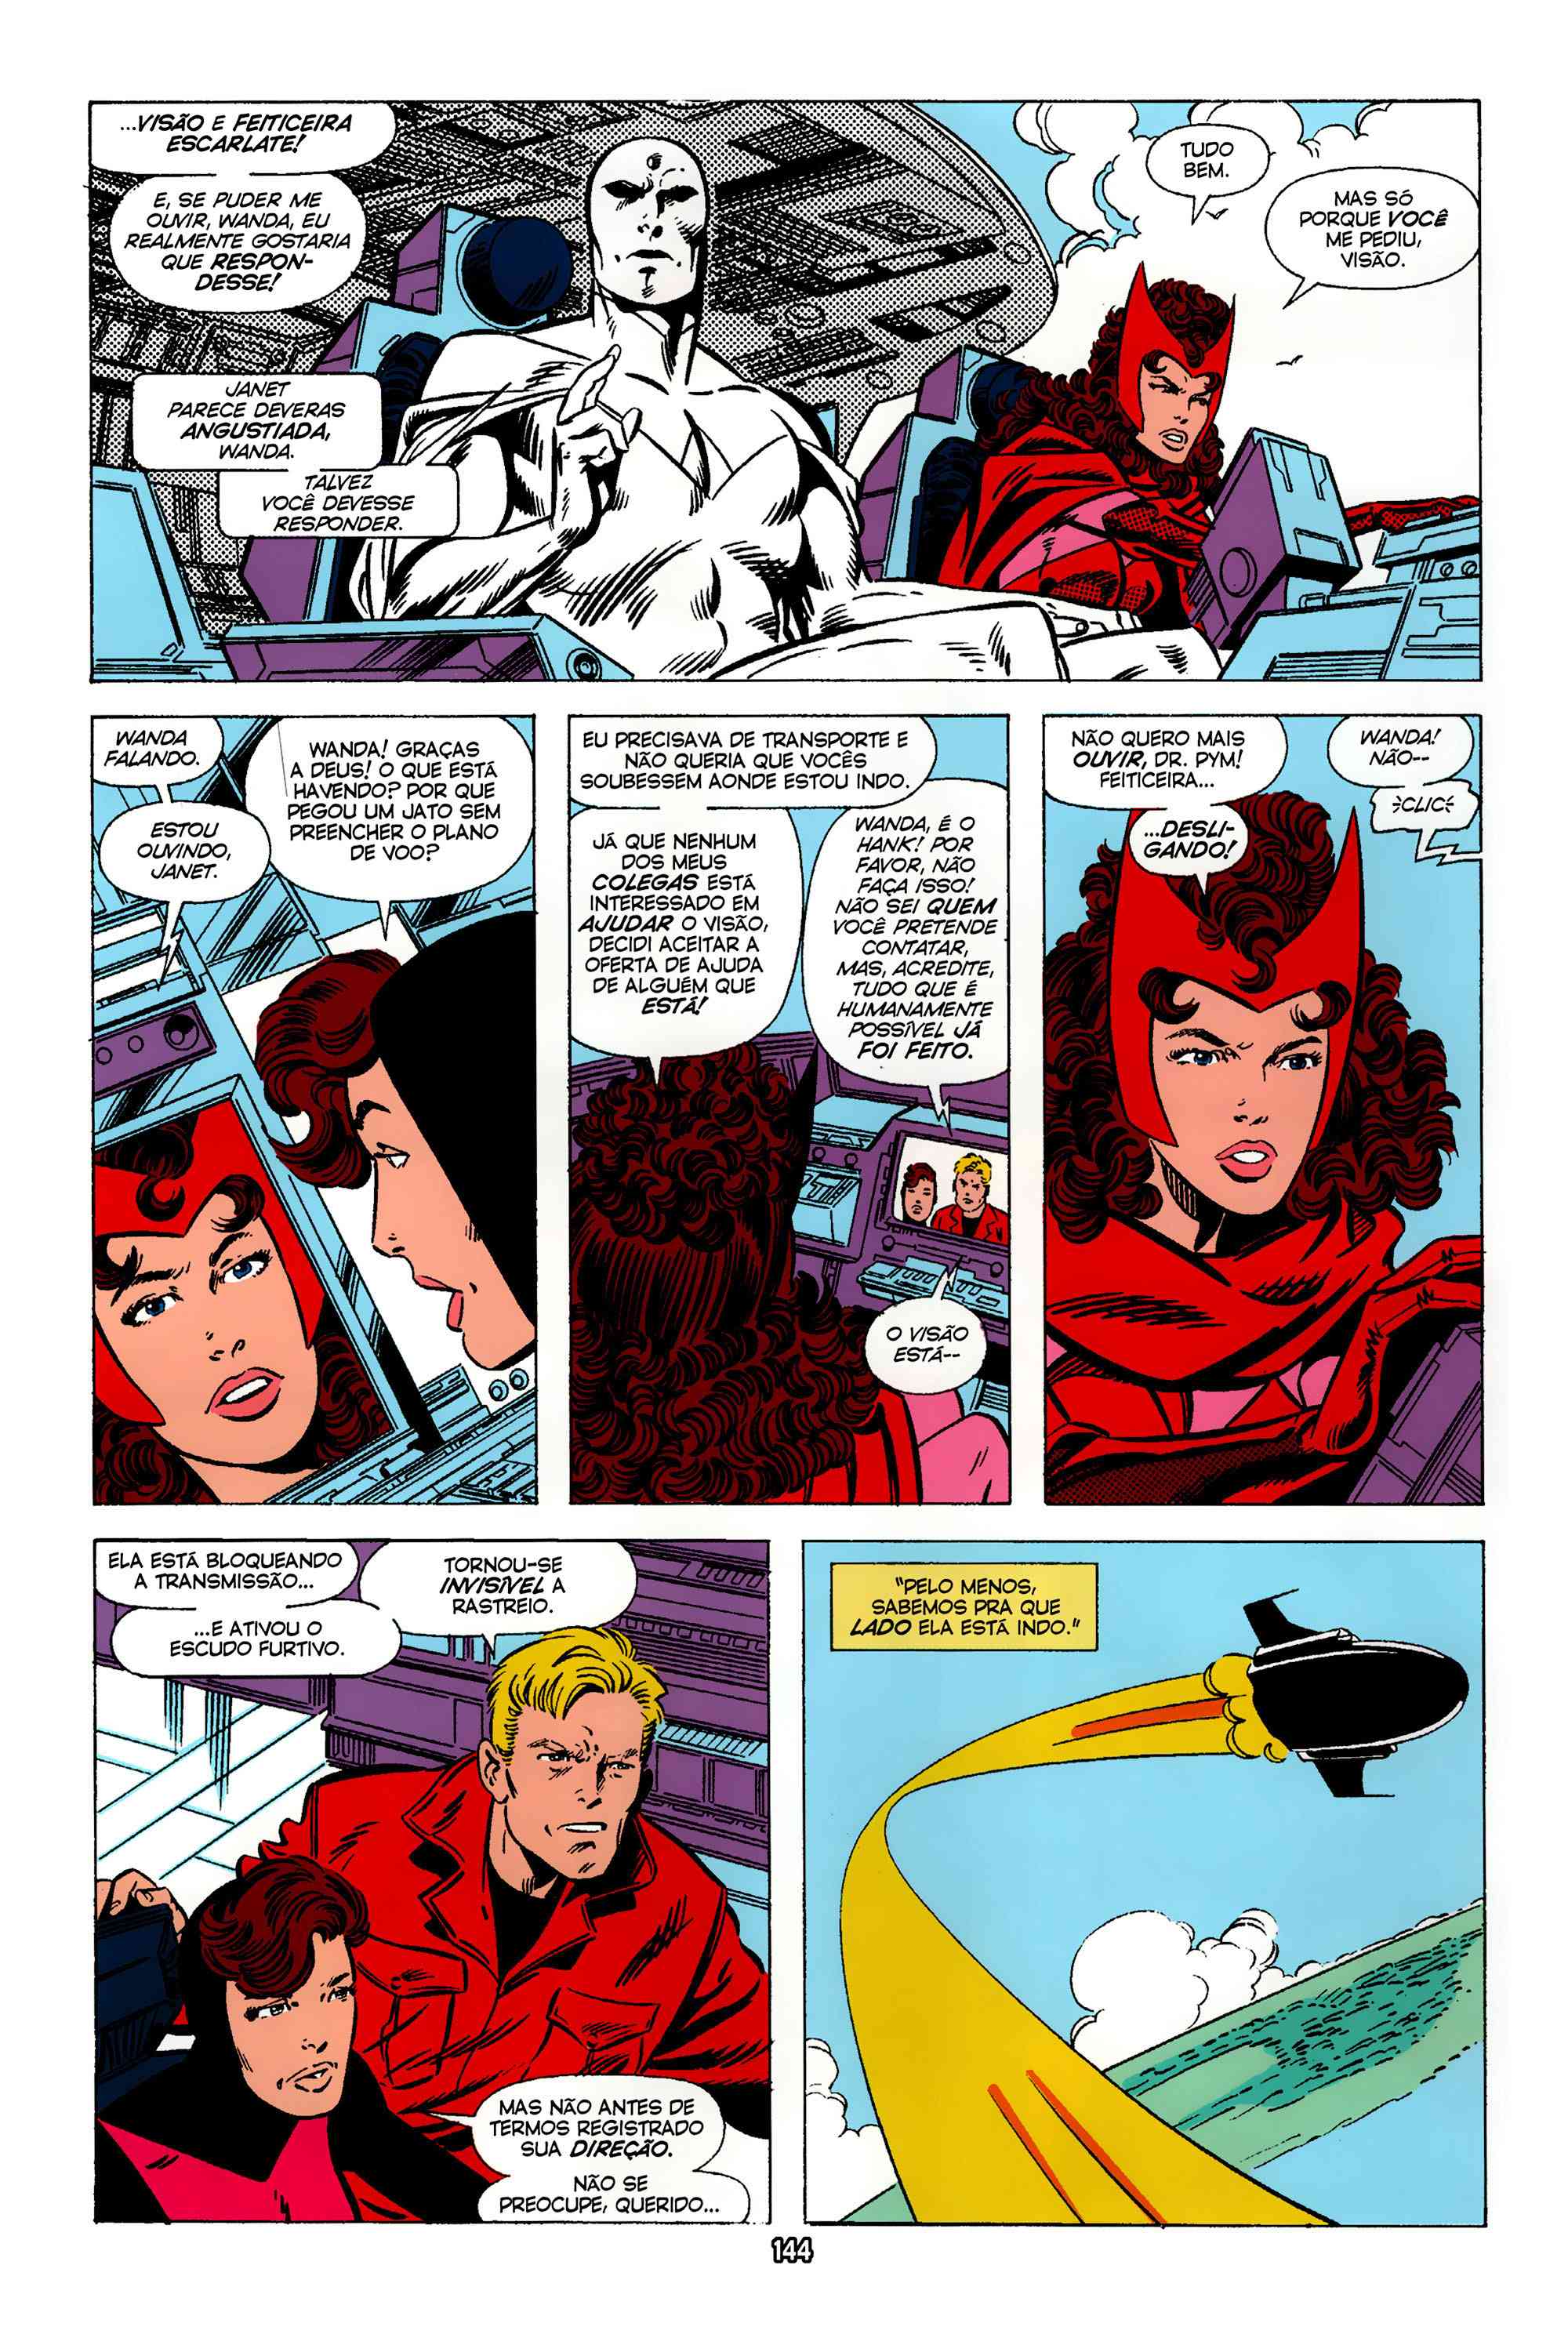 ...VISÃO E FEITICEIRA
ESCARLATE!
E, SE PUDER ME
OUVIR, WANDA, EU
REALMENTE GOSTARIA
QUE RESPON-
DESSE!
JANET
PARECE DEVERAS
ANGUSTIADA,
WANDA.
TALVEZ
VOCÊ DEVESSE
RESPONDER.
TUDO
BEM.
MAS SÓ
PORQUE VOCÊ
ME PEDIU,
VISÃO.
WANDA
FALANDO.
ESTOU
OUVINDO,
JANET.
WANDA! GRAÇAS
A DEUS! O QUE ESTÁ
HAVENDO? POR QUE
PEGOU UM JATO SEM
PREENCHER O PLANO
DE VOO?
EU PRECISAVA DE TRANSPORTE E
NÃO QUERIA QUE VOCÊS
SOUBESSEM AONDE ESTOU INDO.
JÁ QUE NENHUM
DOS MEUS
COLEGAS ESTÁ
INTERESSADO EM
AJUDAR O VISÃO,
DECIDI ACEITAR A
OFERTA DE AJUDA
DE ALGUÉM QUE
ESTÁ!
WANDA, É O
HANK! POR
FAVOR, NÃO
FAÇA ISSO!
NÃO SEI QUEM
VOCÊ PRETENDE
CONTATAR,
MAS, ACREDITE,
TUDO QUE É
HUMANAMENTE
POSSÍVEL JÁ
FOI FEITO.
O VISÃO
ESTÁ--
NÃO QUERO MAIS
OUVIR, DR. PYM!
FEITICEIRA...
...DESLI-
GANDO!
WANDA!
NÃO--
CLIC
ELA ESTÁ BLOQUEANDO
A TRANSMISSÃO...
...E ATIVOU O
ESCUDO FURTIVO.
TORNOU-SE
INVISÍVEL A
RASTREIO.
MAS NÃO ANTES DE
TERMOS REGISTRADO
SUA DIREÇÃO.
NÃO SE
PREOCUPE, QUERIDO...
"PELO MENOS,
SABEMOS PRA QUE
LADO ELA ESTÁ INDO."
144